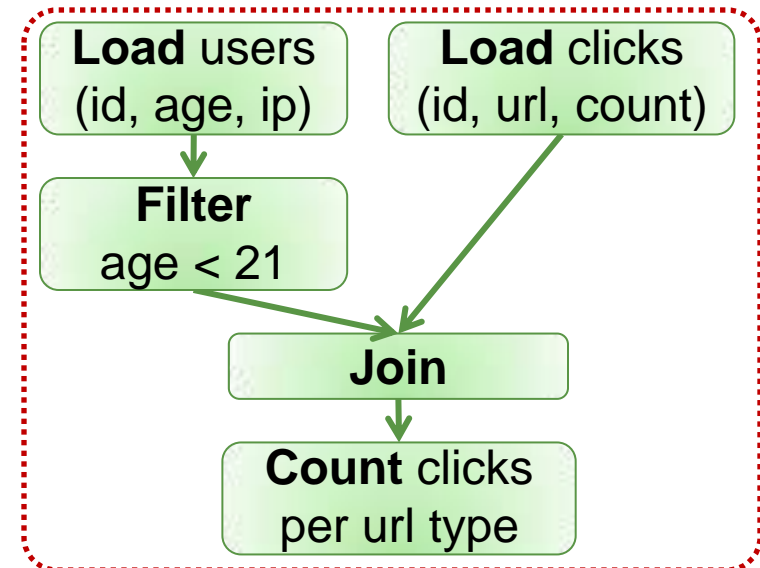 Load users
(id, age, ip)
Load clicks
(id, url, count)
Filter
age < 21
Join
Count clicks
per url type